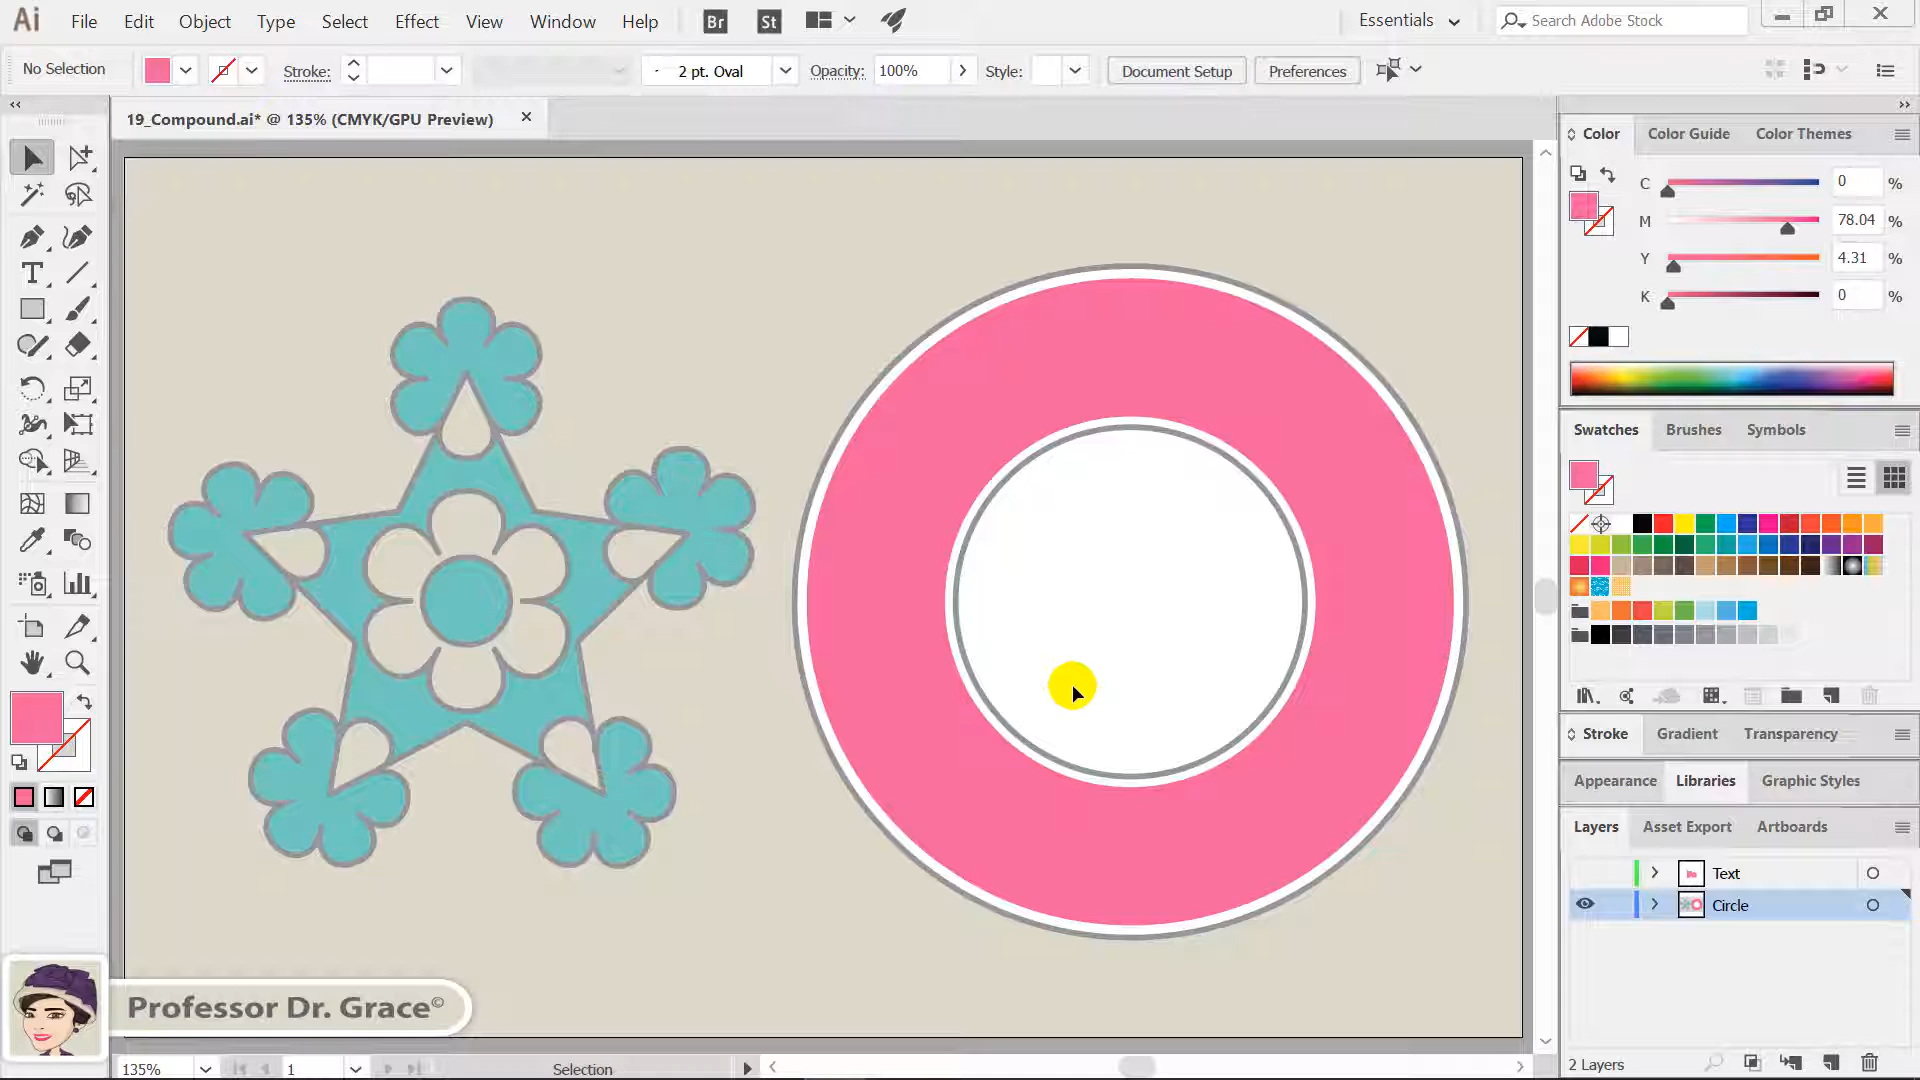 Ai File Edit Object Type Select Effect View Window Help Br St Essentials Search Adobe Stock
No Selection Stroke: 2 pt. Oval Opacity: 100% Style: Document Setup Preferences
19_Compound.ai* @ 135% (CMYK/GPU Preview)
Color Color Guide Color Themes
C 0 %
M 78.04 %
Y 4.31 %
K 0 %
Swatches Brushes Symbols
Stroke Gradient Transparency
Appearance Libraries Graphic Styles
Layers Asset Export Artboards
Text
Circle
Professor Dr. Grace©
135% 1 Selection 2 Layers